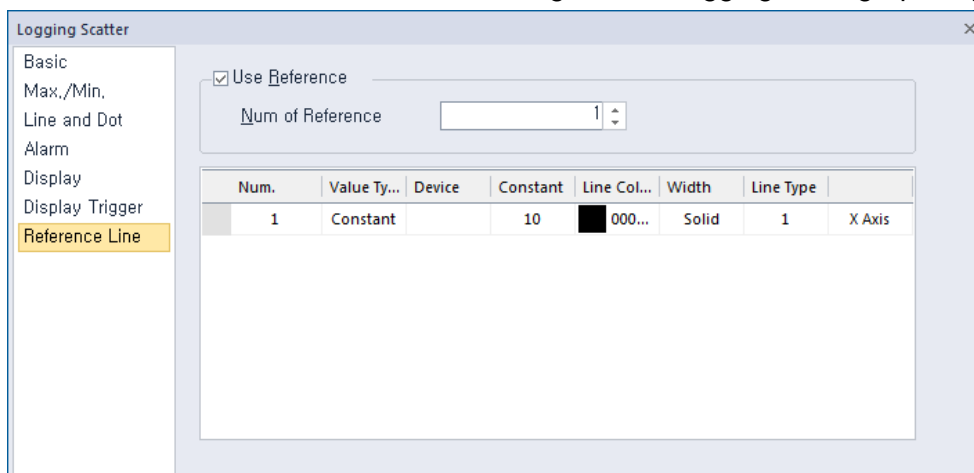 Logging Scatter
Basic
Max,/Min,
Line and Dot
Alarm
Display
Display Trigger
Reference Line
Use Reference
Num of Reference 1
Num. Value Ty... Device Constant Line Col... Width Line Type
1 Constant 10 000... Solid 1 X Axis